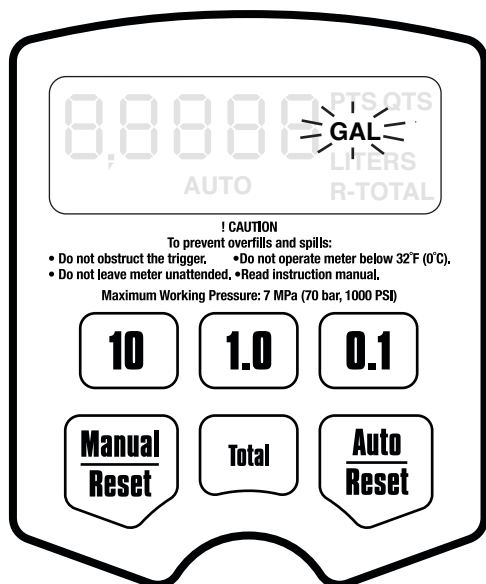 8.8888 PTS QTS
GAL
LITERS
AUTO R-TOTAL
! CAUTION
To prevent overfills and spills:
• Do not obstruct the trigger. •Do not operate meter below 32°F (0°C).
• Do not leave meter unattended. •Read instruction manual.
Maximum Working Pressure: 7 MPa (70 bar, 1000 PSI)
10 1.0 0.1
Manual Total Auto
Reset Reset